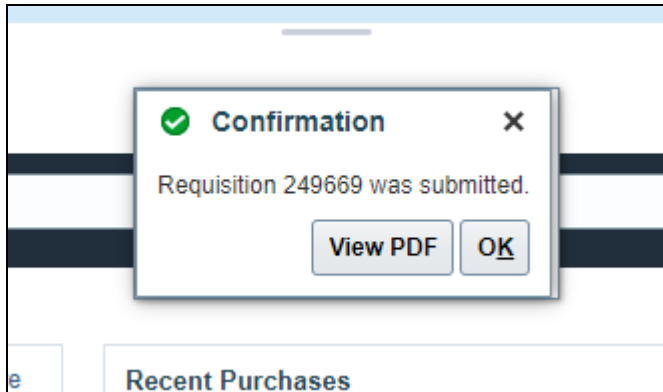 Confirmation
Requisition 249669 was submitted.
View PDF OK
e Recent Purchases